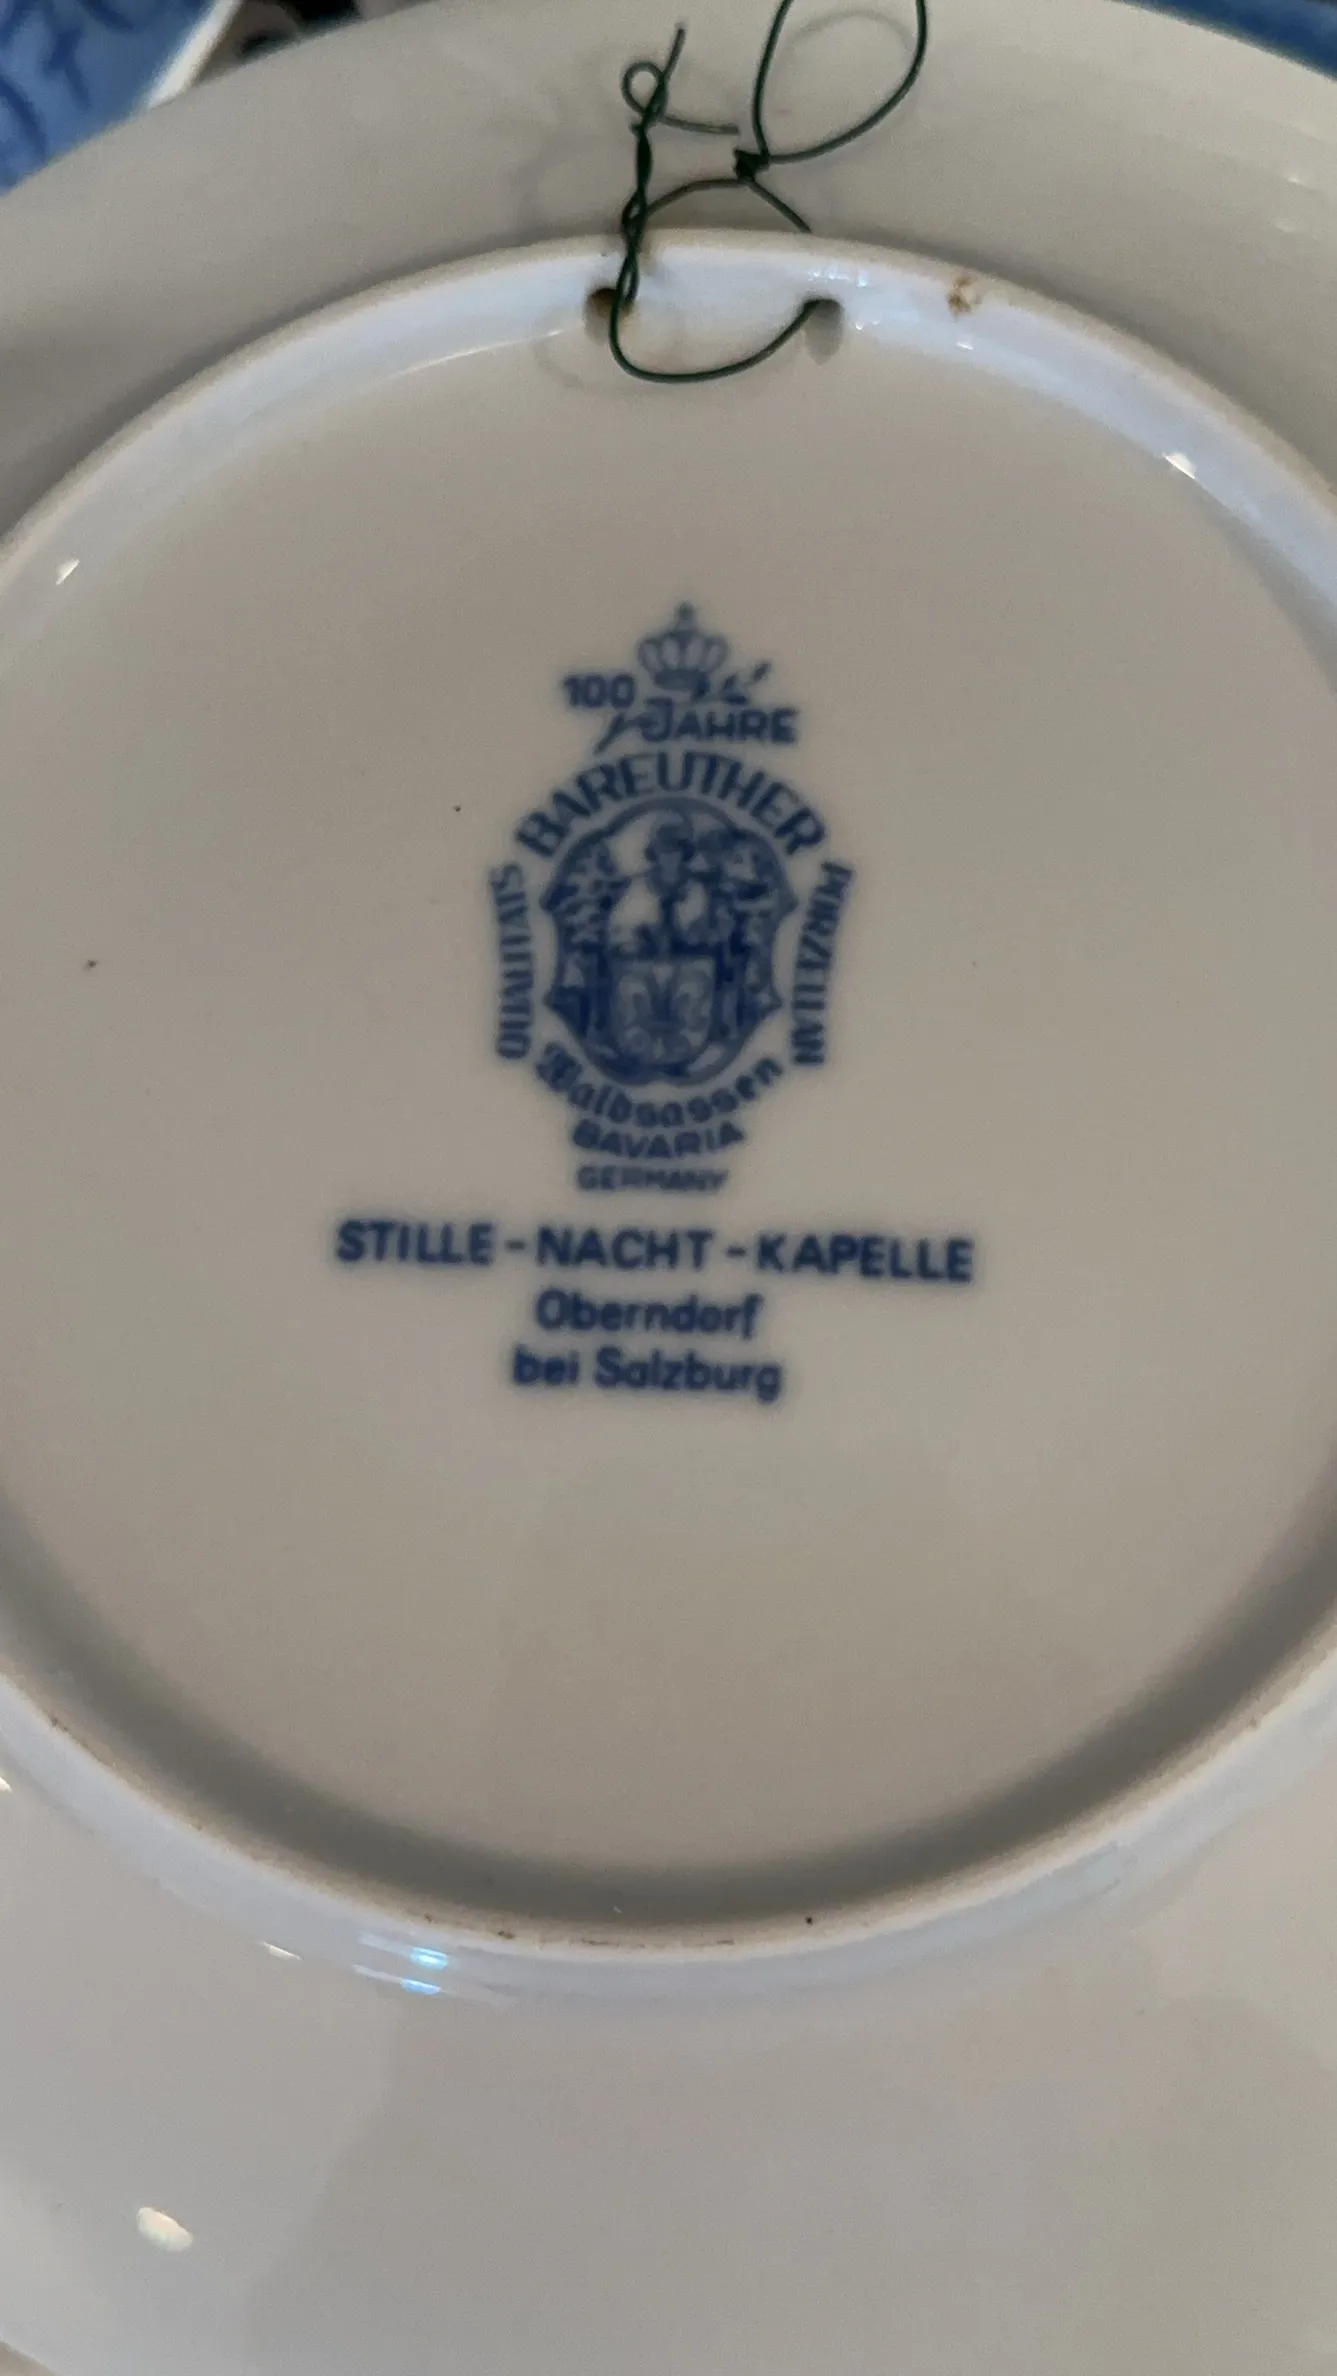 100
JAHRE
BAREUTHER
QUALITÄTS
PORZELLAN
Waldsassen
BAVARIA
GERMANY
STILLE-NACHT-KAPELLE
Oberndorf
bei Salzburg